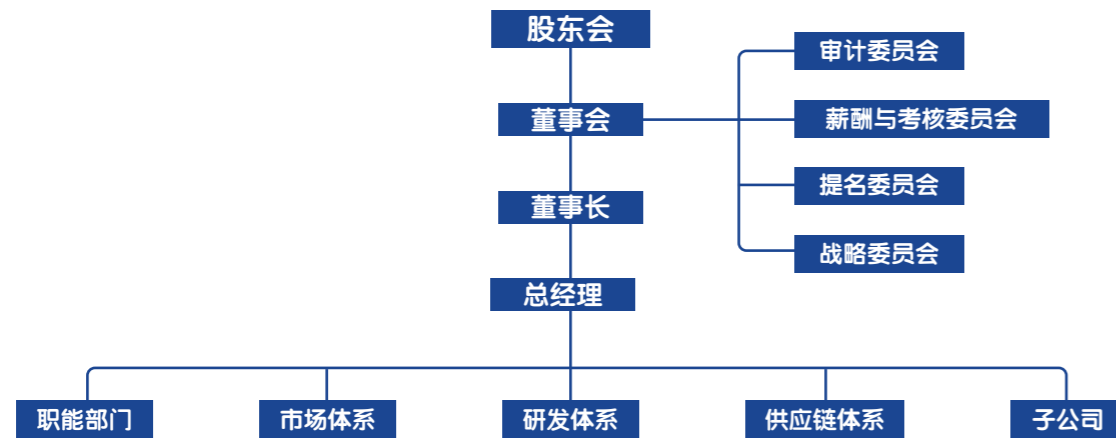 股东会
审计委员会
董事会
薪酬与考核委员会
提名委员会
董事长
战略委员会
总经理
职能部门
市场体系
研发体系
供应链体系
子公司